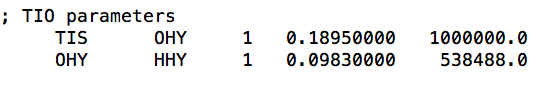 ; TIO parameters
TIS OHY 1 0.18950000 1000000.0
OHY HHY 1 0.09830000 538488.0